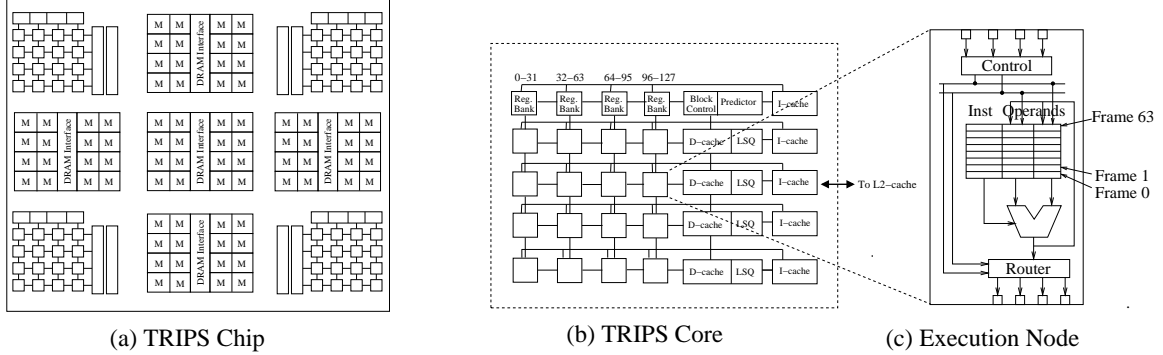 M M M M
M M M M
M M M M
M M M M
DRAM Interface
M M M M
M M M M
M M M M
M M M M
DRAM Interface
M M M M
M M M M
M M M M
M M M M
DRAM Interface
M M M M
M M M M
M M M M
M M M M
DRAM Interface
M M M M
M M M M
M M M M
M M M M
DRAM Interface
(a) TRIPS Chip
0–31 32–63 64–95 96–127
Reg. Reg. Reg. Reg. Block Predictor I–cache
Bank Bank Bank Bank Control
D–cache LSQ I–cache
D–cache LSQ I–cache
To L2–cache
D–cache LSQ I–cache
D–cache LSQ I–cache
(b) TRIPS Core
Control
Inst Operands
Frame 63
Frame 1
Frame 0
Router
(c) Execution Node